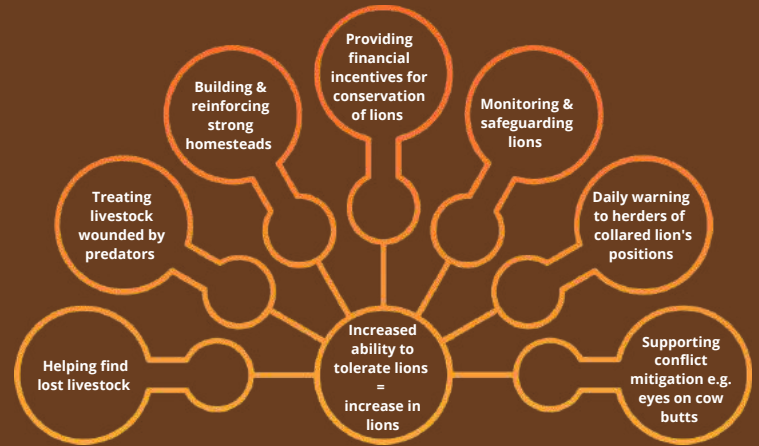 Helping find
lost livestock
Treating
livestock
wounded by
predators
Building &
reinforcing
strong
homesteads
Providing
financial
incentives for
conservation
of lions
Monitoring &
safeguarding
lions
Daily warning
to herders of
collared lion's
positions
Supporting
conflict
mitigation e.g.
eyes on cow
butts
Increased
ability to
tolerate lions
=
increase in
lions